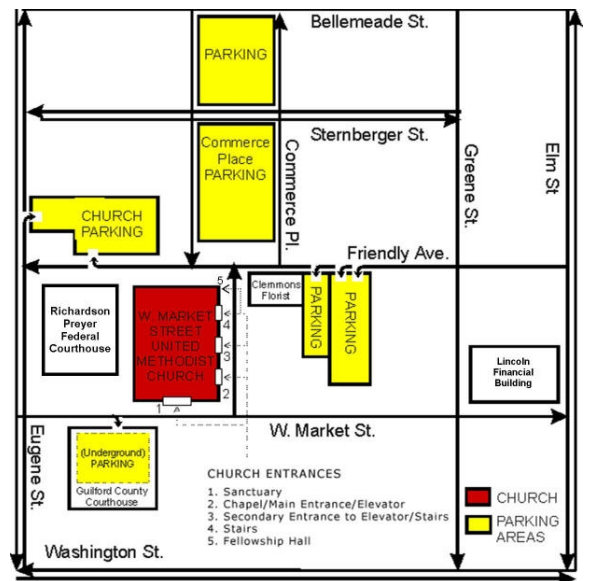 Bellemeade St.
PARKING
Sternberger St.
Commerce
Place
PARKING
Commerce Pl.
Greene St.
Elm St
CHURCH
PARKING
Friendly Ave.
5
Clemmons
Florist
PARKING
PARKING
Richardson
Preyer
Federal
Courthouse
W. MARKET
STREET
UNITED
METHODIST
CHURCH
4
3
2
1
Lincoln
Financial
Building
W. Market St.
Eugene St.
(Underground)
PARKING
Guilford County
Courthouse
CHURCH ENTRANCES
1. Sanctuary
2. Chapel/Main Entrance/Elevator
3. Secondary Entrance to Elevator/Stairs
4. Stairs
5. Fellowship Hall
CHURCH
PARKING
AREAS
Washington St.